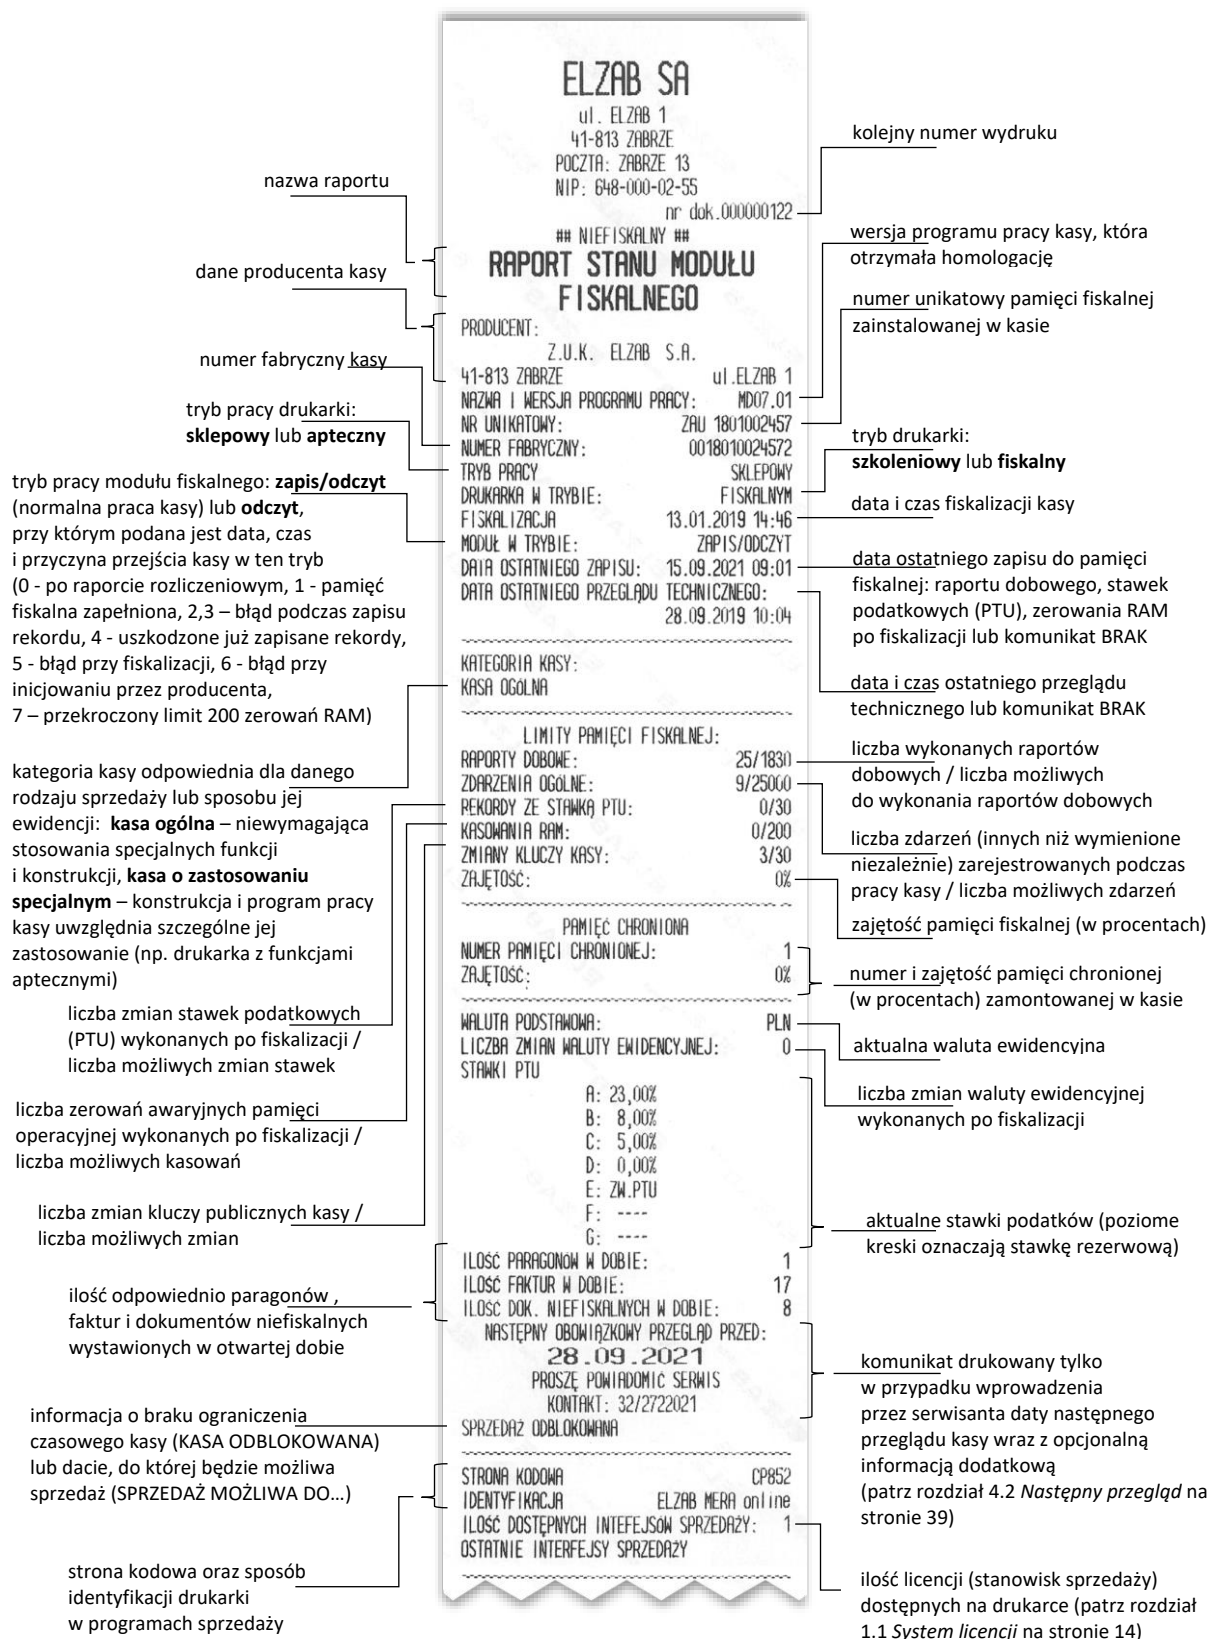 ELZAB SA
ul. ELZAB 1
41-813 ZABRZE
POCZTA: ZABRZE 13
NIP: 648-000-02-55
nr dok.000000122
## NIEFISKALNY ##
RAPORT STANU MODUŁU
FISKALNEGO
PRODUCENT:
Z.U.K. ELZAB S.A.
41-813 ZABRZE ul.ELZAB 1
NAZWA I WERSJA PROGRAMU PRACY: MD07.01
NR UNIKATOWY: ZAU 1801002457
NUMER FABRYCZNY: 0018010024572
TRYB PRACY SKLEPOWY
DRUKARKA W TRYBIE: FISKALNYM
FISKALIZACJA 13.01.2019 14:46
MODUŁ W TRYBIE: ZAPIS/ODCZYT
DATA OSTATNIEGO ZAPISU: 15.09.2021 09:01
DATA OSTATNIEGO PRZEGLĄDU TECHNICZNEGO:
28.09.2019 10:04
KATEGORIA KASY:
KASA OGÓLNA
LIMITY PAMIĘCI FISKALNEJ:
RAPORTY DOBOWE: 25/1830
ZDARZENIA OGÓLNE: 9/25000
REKORDY ZE STAWKĄ PTU: 0/30
KASOWANIA RAM: 0/200
ZMIANY KLUCZY KASY: 3/30
ZAJĘTOŚĆ: 0%
PAMIĘĆ CHRONIONA
NUMER PAMIĘCI CHRONIONEJ: 1
ZAJĘTOŚĆ: 0%
WALUTA PODSTAWOWA: PLN
LICZBA ZMIAN WALUTY EWIDENCYJNEJ: 0
STAWKI PTU
A: 23,00%
B: 8,00%
C: 5,00%
D: 0,00%
E: ZW.PTU
F: ----
G: ----
ILOŚĆ PARAGONÓW W DOBIE: 1
ILOŚĆ FAKTUR W DOBIE: 17
ILOŚĆ DOK. NIEFISKALNYCH W DOBIE: 8
NASTĘPNY OBOWIĄZKOWY PRZEGLĄD PRZED:
28.09.2021
PROSZĘ POWIADOMIĆ SERWIS
KONTAKT: 32/2722021
SPRZEDAŻ ODBLOKOWANA
STRONA KODOWA CP852
IDENTYFIKACJA ELZAB MERA online
ILOŚĆ DOSTĘPNYCH INTEFEJSÓW SPRZEDAŻY: 1
OSTATNIE INTERFEJSY SPRZEDAŻY
nazwa raportu
dane producenta kasy
numer fabryczny kasy
tryb pracy drukarki:
sklepowy lub apteczny
tryb pracy modułu fiskalnego: zapis/odczyt
(normalna praca kasy) lub odczyt,
przy którym podana jest data, czas
i przyczyna przejścia kasy w ten tryb
(0 - po raporcie rozliczeniowym, 1 - pamięć
fiskalna zapełniona, 2,3 – błąd podczas zapisu
rekordu, 4 - uszkodzone już zapisane rekordy,
5 - błąd przy fiskalizacji, 6 - błąd przy
inicjowaniu przez producenta,
7 – przekroczony limit 200 zerowań RAM)
kategoria kasy odpowiednia dla danego
rodzaju sprzedaży lub sposobu jej
ewidencji: kasa ogólna – niewymagająca
stosowania specjalnych funkcji
i konstrukcji, kasa o zastosowaniu
specjalnym – konstrukcja i program pracy
kasy uwzględnia szczególne jej
zastosowanie (np. drukarka z funkcjami
aptecznymi)
liczba zmian stawek podatkowych
(PTU) wykonanych po fiskalizacji /
liczba możliwych zmian stawek
liczba zerowań awaryjnych pamięci
operacyjnej wykonanych po fiskalizacji /
liczba możliwych kasowań
liczba zmian kluczy publicznych kasy /
liczba możliwych zmian
ilość odpowiednio paragonów ,
faktur i dokumentów niefiskalnych
wystawionych w otwartej dobie
informacja o braku ograniczenia
czasowego kasy (KASA ODBLOKOWANA)
lub dacie, do której będzie możliwa
sprzedaż (SPRZEDAŻ MOŻLIWA DO...)
strona kodowa oraz sposób
identyfikacji drukarki
w programach sprzedaży
kolejny numer wydruku
wersja programu pracy kasy, która
otrzymała homologację
numer unikatowy pamięci fiskalnej
zainstalowanej w kasie
tryb drukarki:
szkoleniowy lub fiskalny
data i czas fiskalizacji kasy
data ostatniego zapisu do pamięci
fiskalnej: raportu dobowego, stawek
podatkowych (PTU), zerowania RAM
po fiskalizacji lub komunikat BRAK
data i czas ostatniego przeglądu
technicznego lub komunikat BRAK
liczba wykonanych raportów
dobowych / liczba możliwych
do wykonania raportów dobowych
liczba zdarzeń (innych niż wymienione
niezależnie) zarejestrowanych podczas
pracy kasy / liczba możliwych zdarzeń
zajętość pamięci fiskalnej (w procentach)
numer i zajętość pamięci chronionej
(w procentach) zamontowanej w kasie
aktualna waluta ewidencyjna
liczba zmian waluty ewidencyjnej
wykonanych po fiskalizacji
aktualne stawki podatków (poziome
kreski oznaczają stawkę rezerwową)
komunikat drukowany tylko
w przypadku wprowadzenia
przez serwisanta daty następnego
przeglądu kasy wraz z opcjonalną
informacją dodatkową
(patrz rozdział 4.2 Następny przegląd na
stronie 39)
ilość licencji (stanowisk sprzedaży)
dostępnych na drukarce (patrz rozdział
1.1 System licencji na stronie 14)